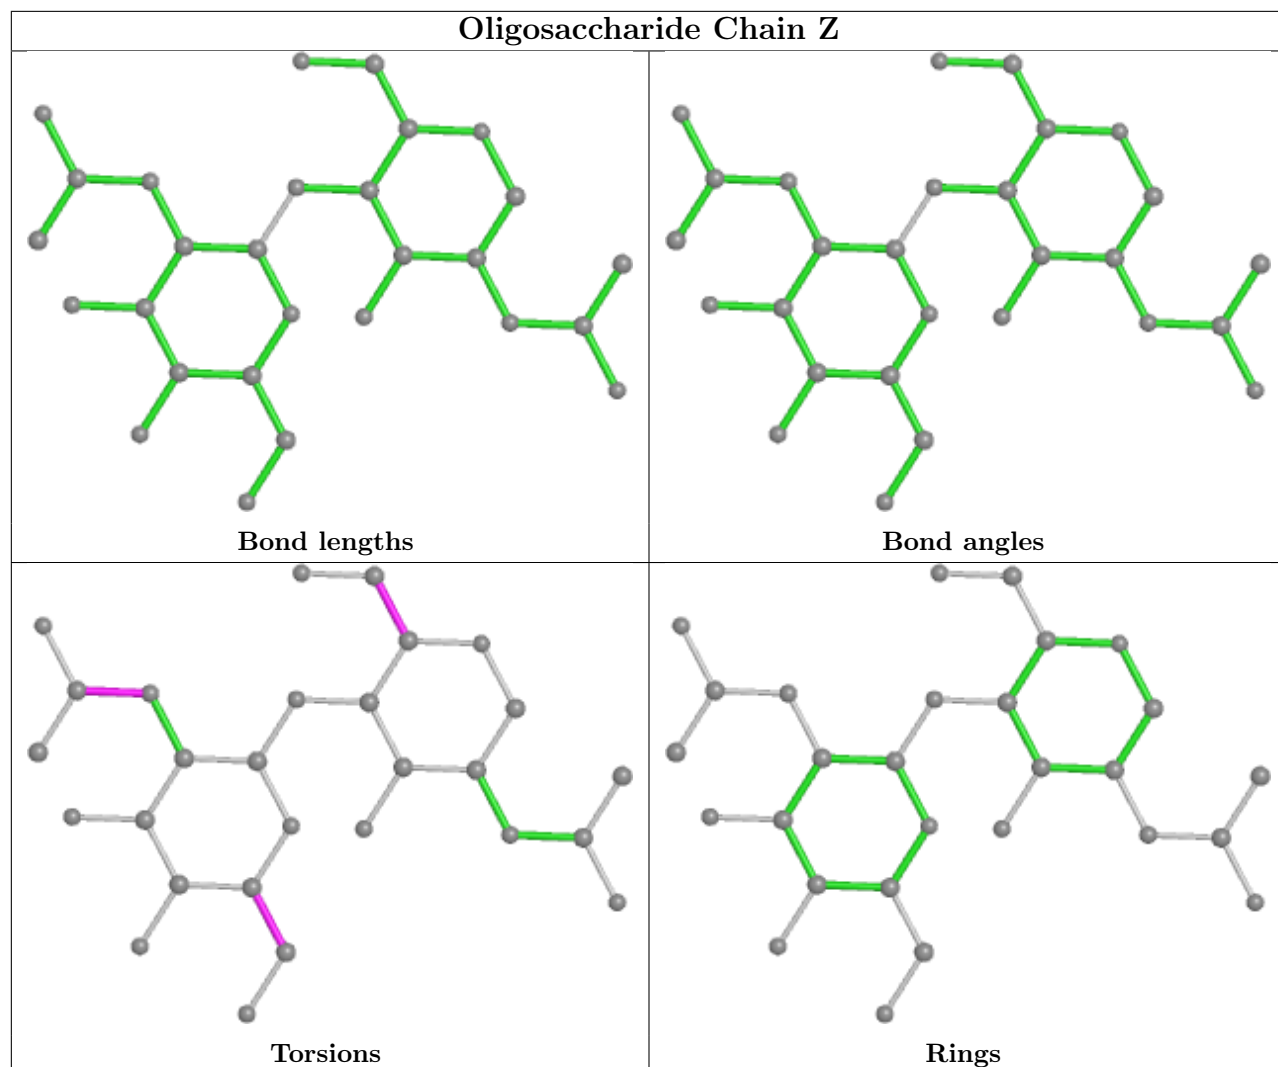 Oligosaccharide Chain Z
Bond lengths
Bond angles
Torsions
Rings